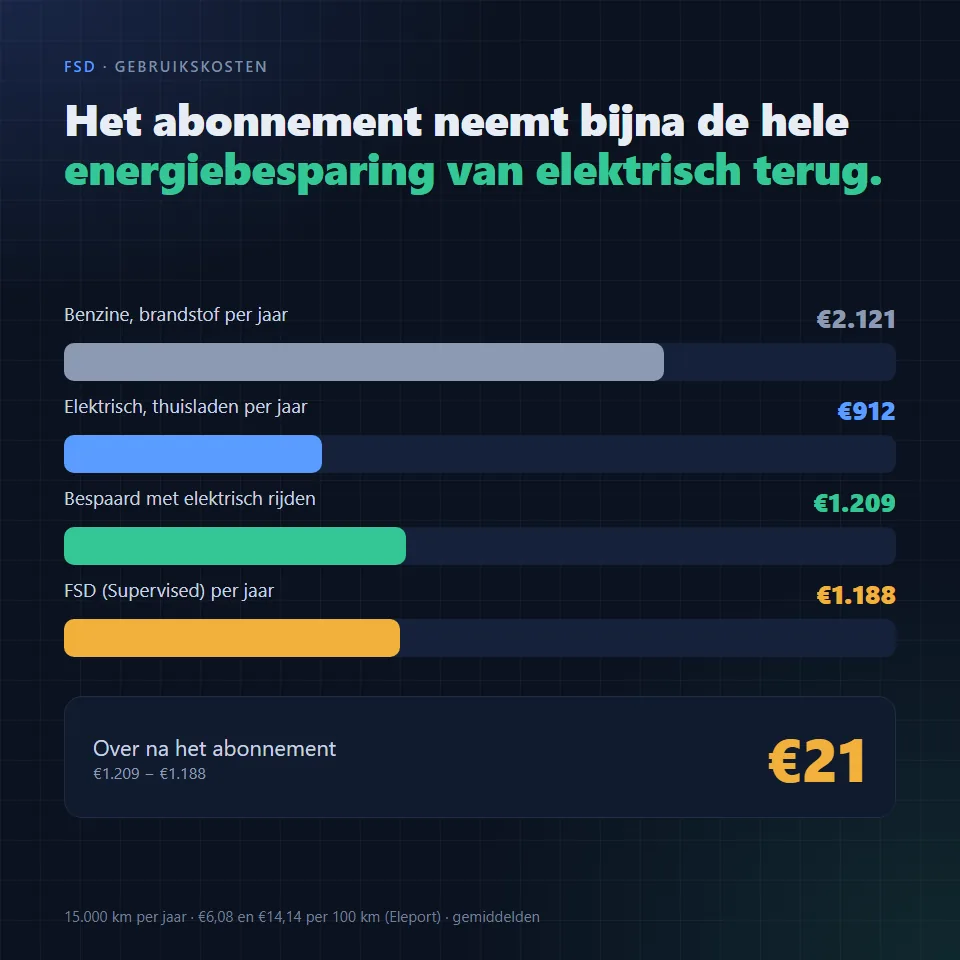 FSD · GEBRUIKSKOSTEN
Het abonnement neemt bijna de hele
energiebesparing van elektrisch terug.
Benzine, brandstof per jaar €2.121
Elektrisch, thuisladen per jaar €912
Bespaard met elektrisch rijden €1.209
FSD (Supervised) per jaar €1.188
Over na het abonnement
€1.209 – €1.188
€21
15.000 km per jaar · €6,08 en €14,14 per 100 km (Eleport) · gemiddelden